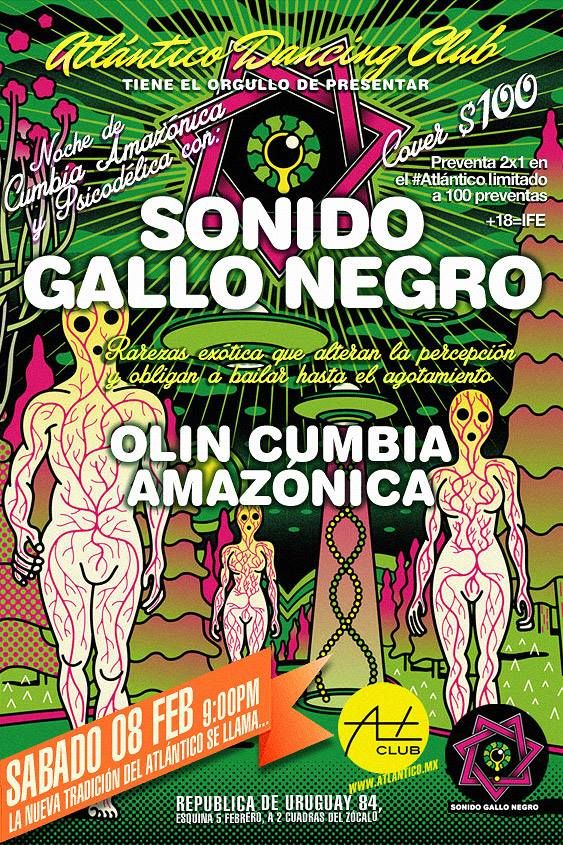 Atlántico Dancing Club
TIENE EL ORGULLO DE PRESENTAR
Noche de
Cumbia Amazónica
y Psicodélica con:
Cover $100
Preventa 2x1 en
el #Atlántico limitado
a 100 preventas
+18=IFE
SONIDO
GALLO NEGRO
Rarezas exótica que alteran la percepción
y obligan a bailar hasta el agotamiento
OLIN CUMBIA
AMAZÓNICA
SABADO 08 FEB 9:00PM
LA NUEVA TRADICIÓN DEL ATLÁNTICO SE LLAMA...
Atl
CLUB
WWW.ATLANTICO.MX
SONIDO GALLO NEGRO
REPUBLICA DE URUGUAY 84,
ESQUINA 5 FEBRERO, A 2 CUADRAS DEL ZÓCALO